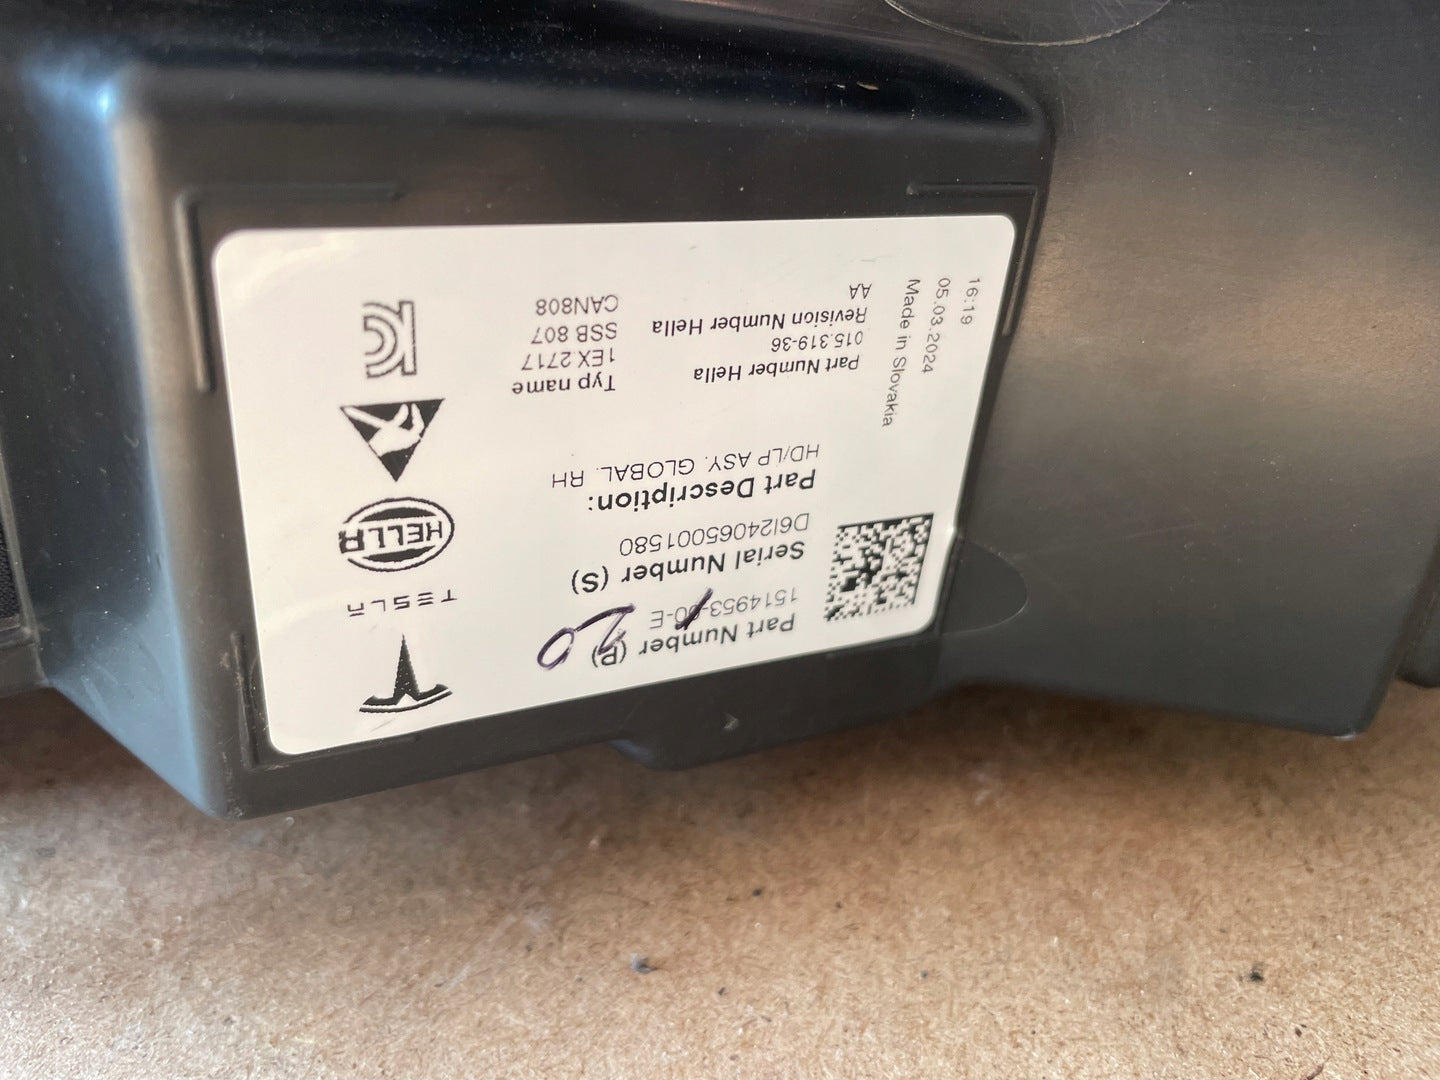 TESLA
HELLA
KC
Part Number (P)
1514953-00-E
20
Serial Number (S)
D6I24065001580
Part Description:
HD/LP ASY. GLOBAL. RH
Typ name
1EX 2717
SSB 807
CAN808
Part Number Hella
015.319-36
Revision Number Hella
AA
Made in Slovakia
05.03.2024
16:19